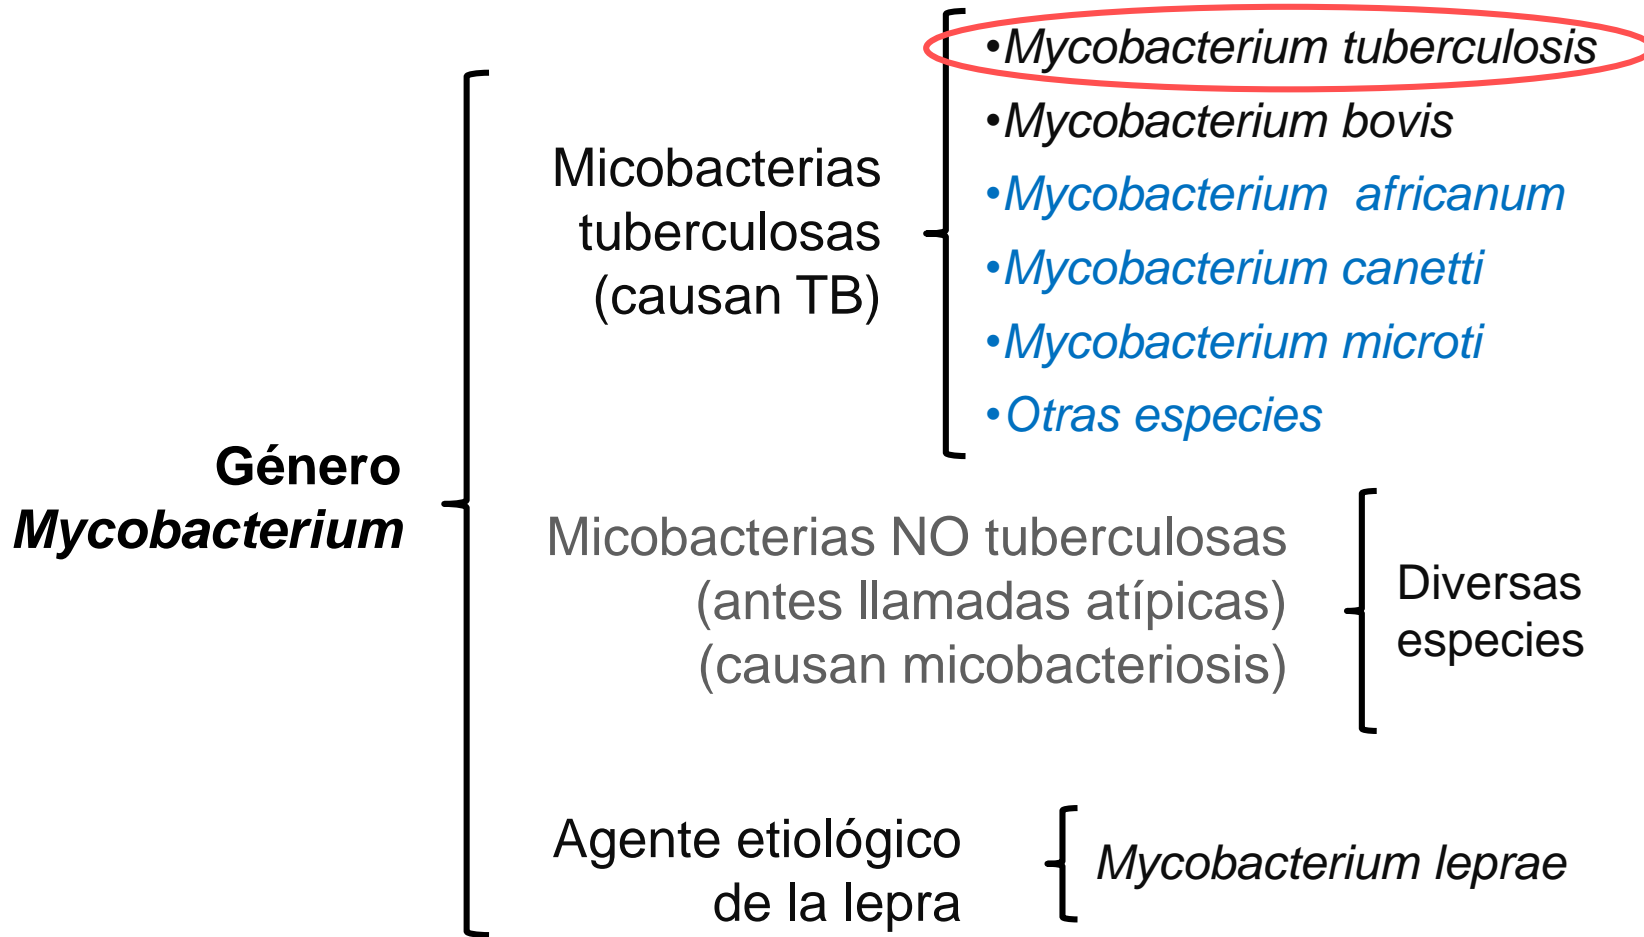 Género
Mycobacterium
Micobacterias
tuberculosas
(causan TB)
•Mycobacterium tuberculosis
•Mycobacterium bovis
•Mycobacterium africanum
•Mycobacterium canetti
•Mycobacterium microti
•Otras especies
Micobacterias NO tuberculosas
(antes llamadas atípicas)
(causan micobacteriosis)
Diversas
especies
Agente etiológico
de la lepra
Mycobacterium leprae